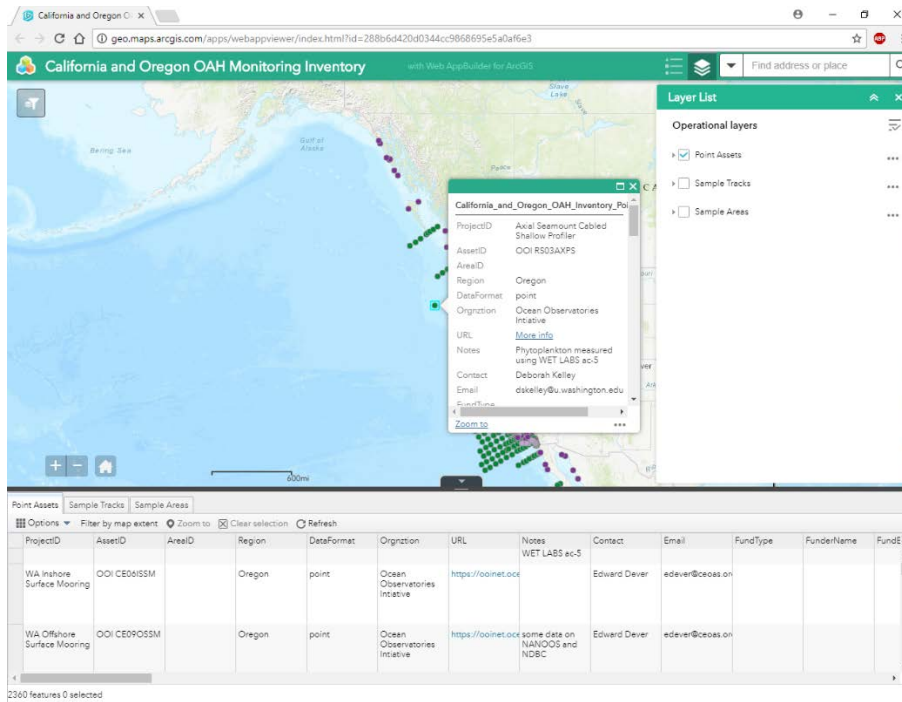 California and Oregon O
geo.maps.arcgis.com/apps/webappviewer/index.html?id=288b6d420d0344cc9868695e5a0af6e3
ABP
California and Oregon OAH Monitoring Inventory
with Web AppBuilder for ArcGIS
Find address or place
Slave
Lake
Gulf of
Alaska
Bering Sea
Layer List
Operational layers
Point Assets
Sample Tracks
Sample Areas
California_and_Oregon_OAH_Inventory_Poi
ProjectID Axial Seamount Cabled
Shallow Profiler
AssetID OOI RS03AXPS
AreaID
Region Oregon
DataFormat point
Orgnztion Ocean Observatories
Intiative
URL More info
Notes Phytoplankton measured
using WET LABS ac-5
Contact Deborah Kelley
Email dskelley@u.washington.edu
FundType
Zoom to
600mi
Point Assets Sample Tracks Sample Areas
Options Filter by map extent Zoom to Clear selection Refresh
ProjectID AssetID AreaID Region DataFormat Orgnztion URL Notes Contact Email FundType FunderName FundE
WET LABS ac-5
WA Inshore OOI CE06ISSM Oregon point Ocean https://ooinet.oce Edward Dever edever@ceoas.or
Surface Mooring Observatories
Intiative
WA Offshore OOI CE09OSSM Oregon point Ocean https://ooinet.oce some data on Edward Dever edever@ceoas.or
Surface Mooring Observatories NANOOS and
Intiative NDBC
2360 features 0 selected